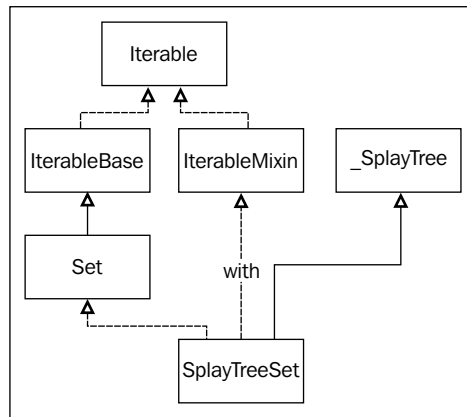 Iterable
IterableBase
IterableMixin
_SplayTree
Set
with
SplayTreeSet